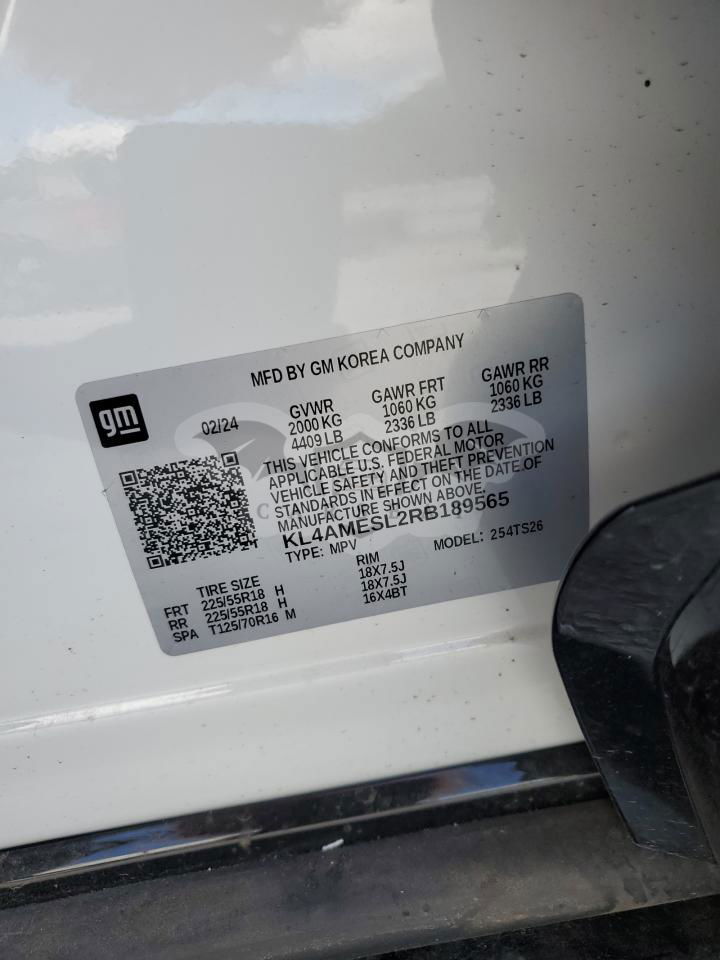 MFD BY GM KOREA COMPANY
gm
02/24
GVWR
2000 KG
4409 LB
GAWR FRT
1060 KG
2336 LB
GAWR RR
1060 KG
2336 LB
THIS VEHICLE CONFORMS TO ALL
APPLICABLE U.S. FEDERAL MOTOR
VEHICLE SAFETY AND THEFT PREVENTION
STANDARDS IN EFFECT ON THE DATE OF
MANUFACTURE SHOWN ABOVE.
KL4AMESL2RB189565
TYPE: MPV MODEL: 254TS26
TIRE SIZE RIM
FRT 225/55R18 H 18X7.5J
RR 225/55R18 H 18X7.5J
SPA T125/70R16 M 16X4BT